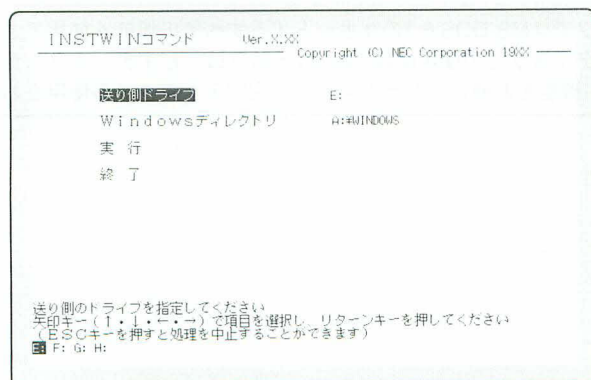 INSTWINコマンド Ver.X.XX
Copyright (C) NEC Corporation 19XX
送り側ドライブ E:
Windowsディレクトリ A:¥WINDOWS
実 行
終 了
送り側のドライブを指定してください
矢印キー(↑・↓・←・→)で項目を選択し、リターンキーを押してください
(ESCキーを押すと処理を中止することができます)
E: F: G: H: